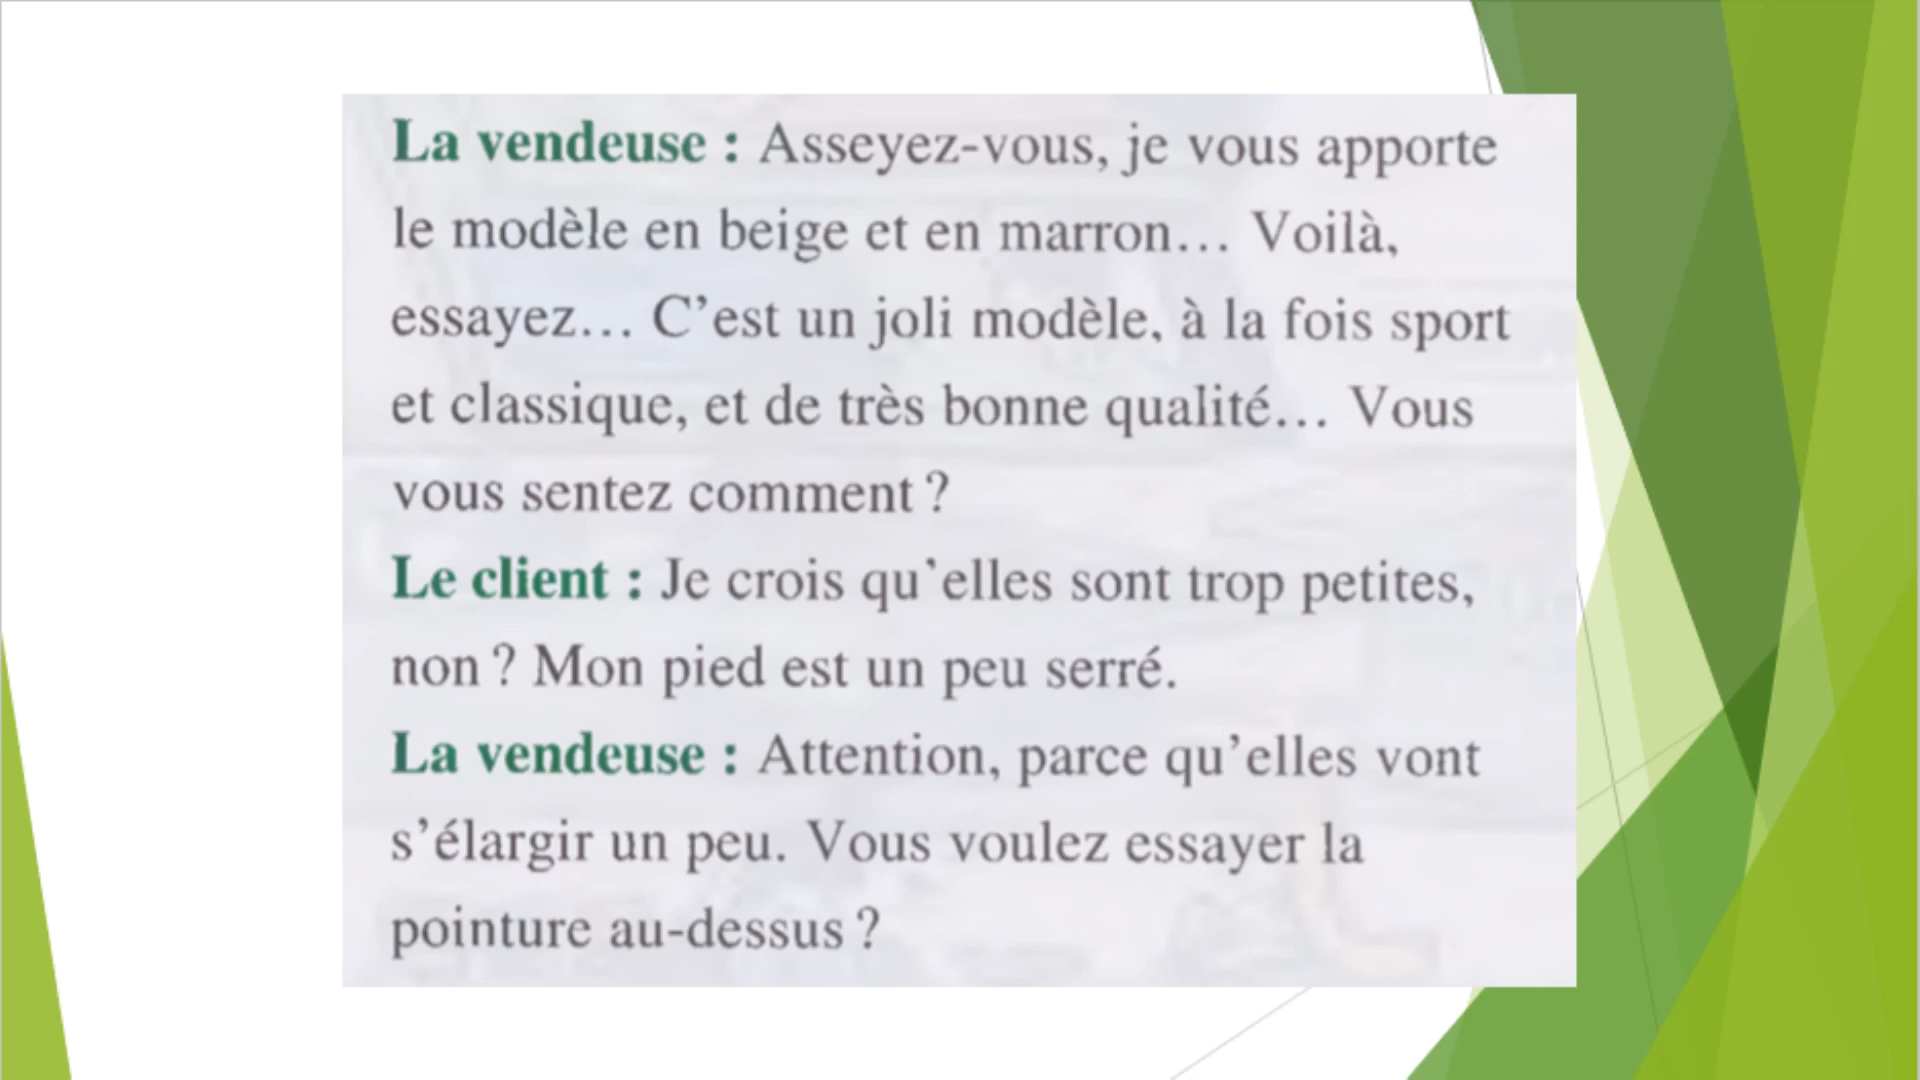 La vendeuse : Asseyez-vous, je vous apporte
le modèle en beige et en marron… Voilà,
essayez… C’est un joli modèle, à la fois sport
et classique, et de très bonne qualité… Vous
vous sentez comment ?
Le client : Je crois qu’elles sont trop petites,
non ? Mon pied est un peu serré.
La vendeuse : Attention, parce qu’elles vont
s’élargir un peu. Vous voulez essayer la
pointure au-dessus ?